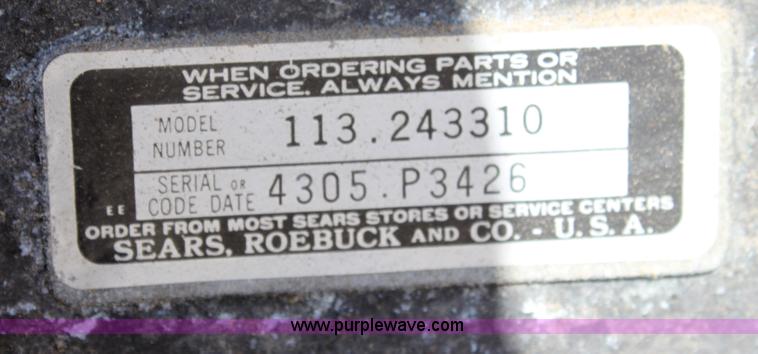 WHEN ORDERING PARTS OR
SERVICE, ALWAYS MENTION
MODEL NUMBER 113.243310
SERIAL OR CODE DATE 4305.P3426
EE
ORDER FROM MOST SEARS STORES OR SERVICE CENTERS
SEARS, ROEBUCK AND CO. - U.S.A.
www.purplewave.com